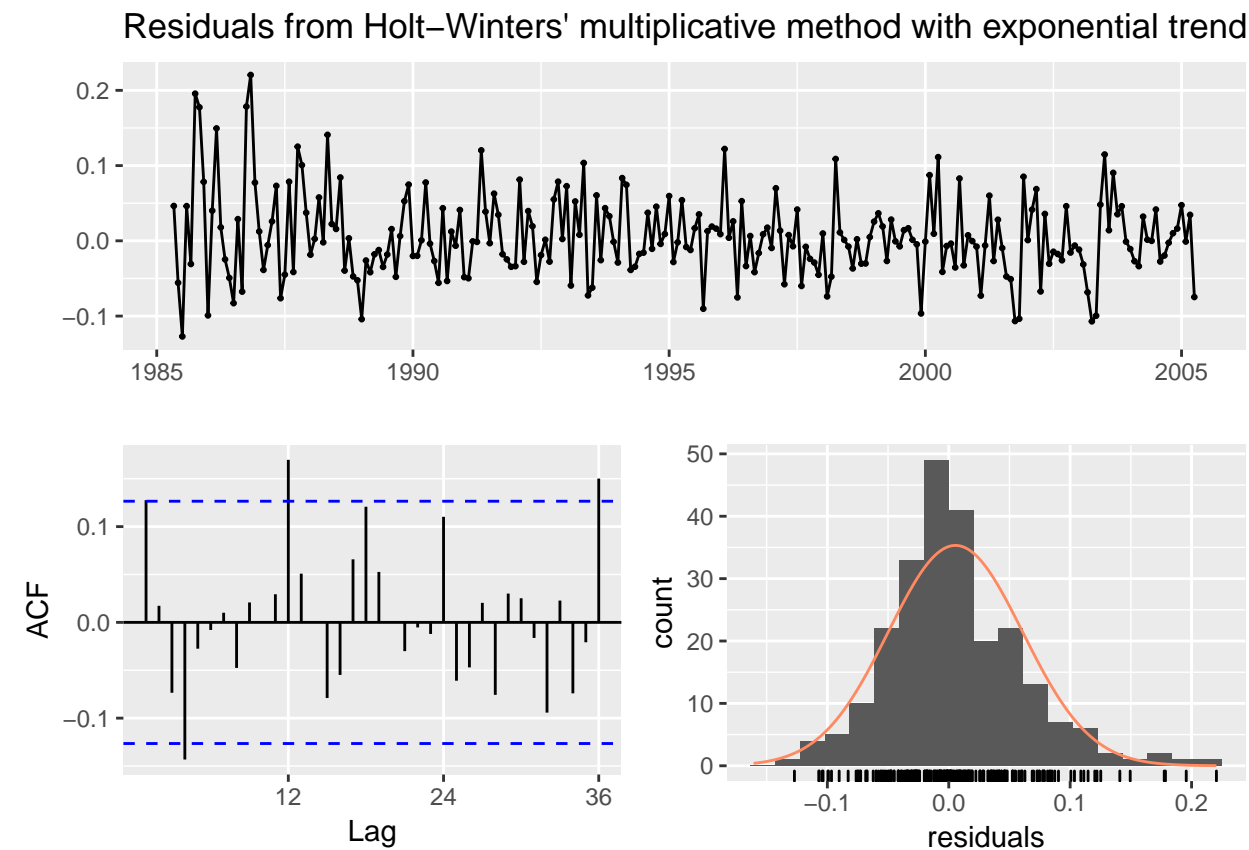 Residuals from Holt−Winters' multiplicative method with exponential trend
0.2
0.1
0.0
−0.1
1985 1990 1995 2000 2005
ACF
0.1
0.0
−0.1
12 24 36
Lag
count
50
40
30
20
10
0
−0.1 0.0 0.1 0.2
residuals